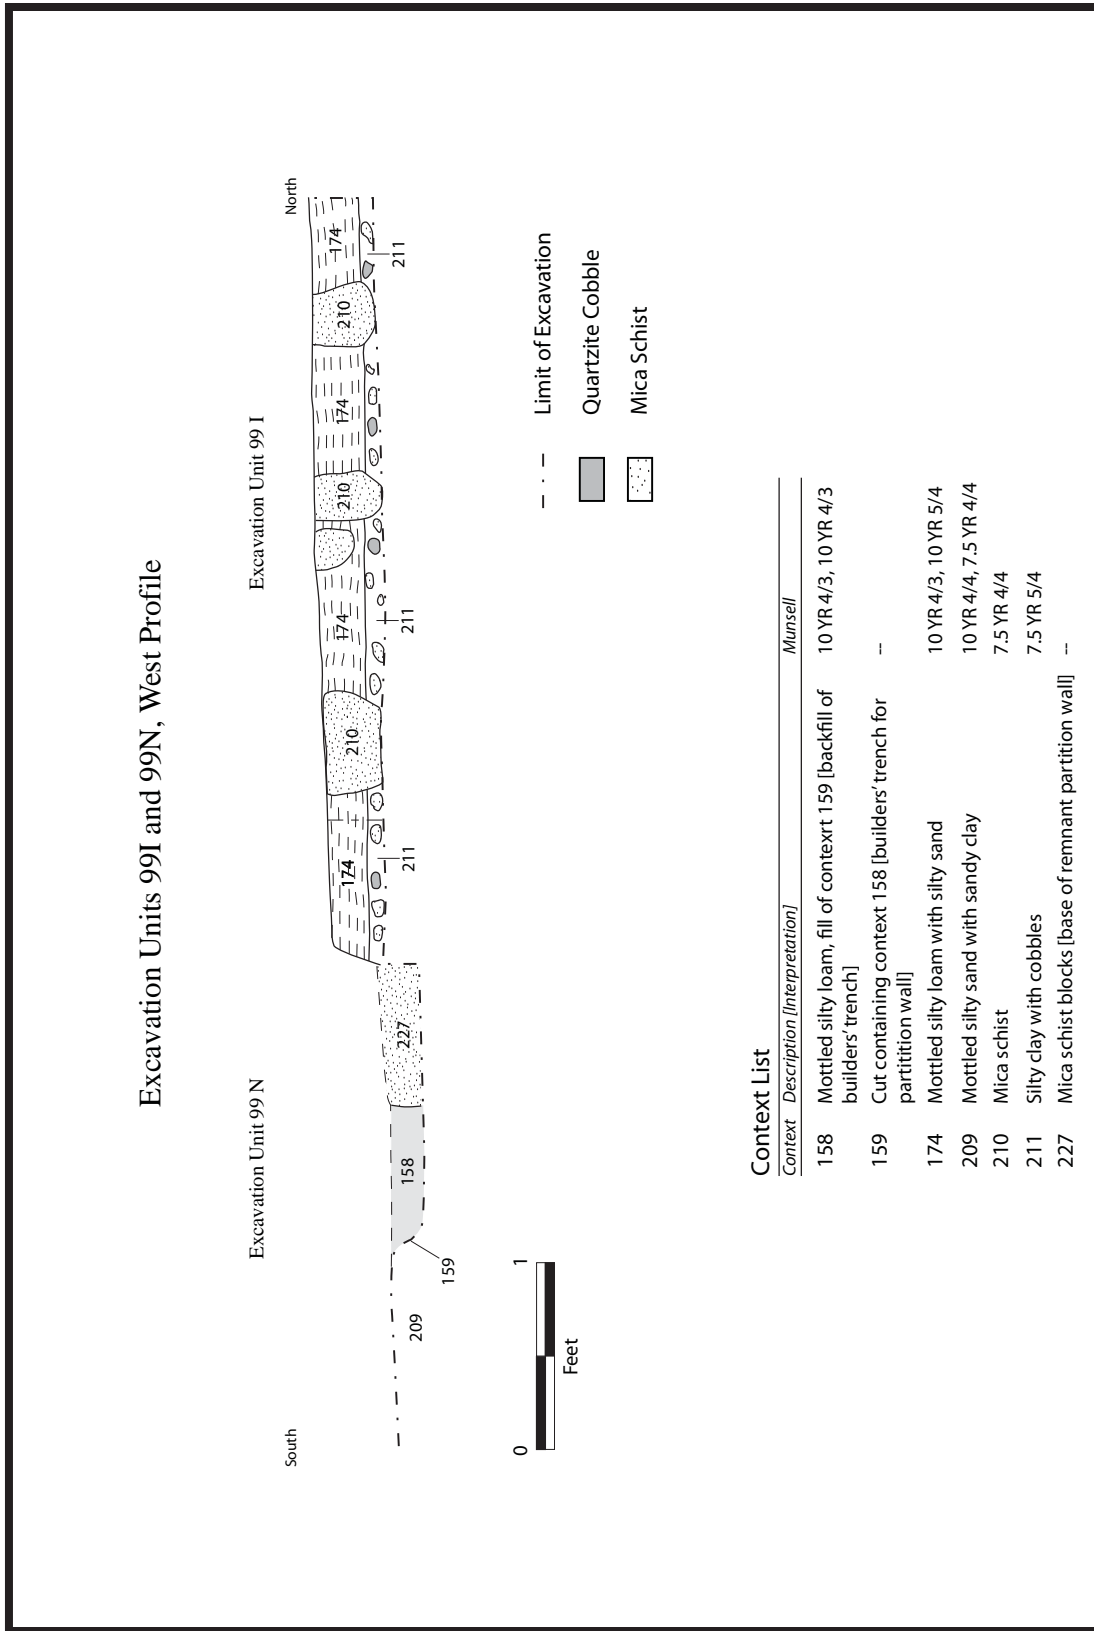 Excavation Units 99I and 99N, West Profile
Excavation Unit 99 N
Excavation Unit 99 I
South
North
209
159
158
227
174
211
210
174
211
210
174
210
174
211
0
1
Feet
Limit of Excavation
Quartzite Cobble
Mica Schist
Context List
Context Description [Interpretation] Munsell
158 Mottled silty loam, fill of contexrt 159 [backfill of 10 YR 4/3, 10 YR 4/3
builders' trench]
159 Cut containing context 158 [builders' trench for --
partition wall]
174 Mottled silty loam with silty sand 10 YR 4/3, 10 YR 5/4
209 Mottled silty sand with sandy clay 10 YR 4/4, 7.5 YR 4/4
210 Mica schist 7.5 YR 4/4
211 Silty clay with cobbles 7.5 YR 5/4
227 Mica schist blocks [base of remnant partition wall] --